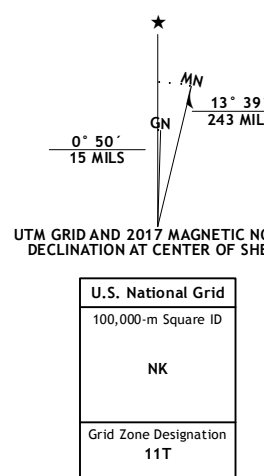 ★
MN
GN
13° 39
243 MIL
0° 50´
15 MILS
UTM GRID AND 2017 MAGNETIC NO
DECLINATION AT CENTER OF SHE
U.S. National Grid
100,000-m Square ID
NK
Grid Zone Designation
11T